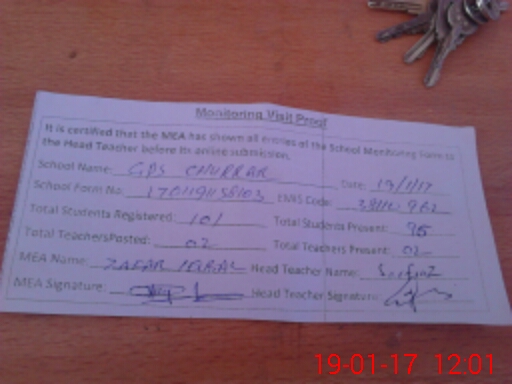 Monitoring Visit Proof
It is certified that the MEA has shown all entries of the School Monitoring Form to
the Head Teacher before its online submission.
School Name: GPS CHURRAR Date: 19/1/17
School Form No: EMIS Code:
Total Students Registered: 101 Total Students Present: 95
Total TeachersPosted: 02 Total Teachers Present: 02
MEA Name: ZAFAR IQBAL Head Teacher Name:
MEA Signature: Head Teacher Signature:
19-01-17 12:01